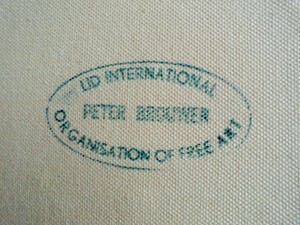 LID INTERNATIONAL
PETER BROUWER
ORGANISATION OF FREE ART